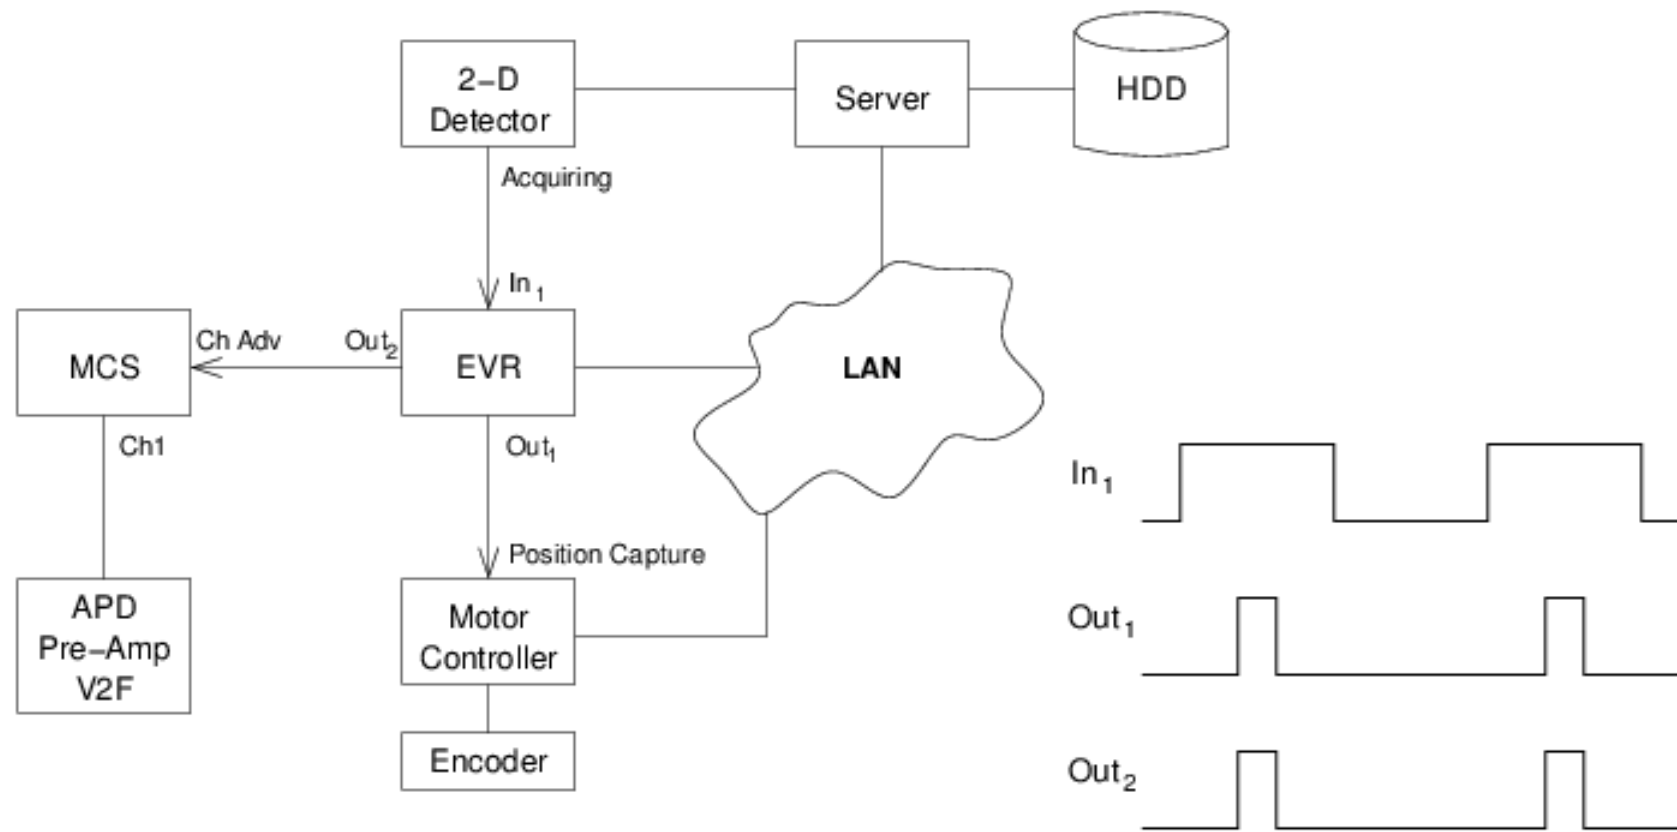 2–D
Detector
Server
HDD
Acquiring
In1
MCS
Ch Adv
Out2
EVR
LAN
Ch1
Out1
In1
Position Capture
APD
Pre–Amp
V2F
Motor
Controller
Out1
Encoder
Out2